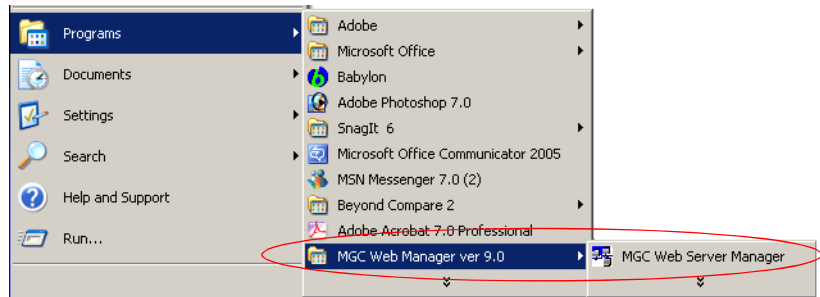 Programs
Documents
Settings
Search
Help and Support
Run...
Adobe
Microsoft Office
Babylon
Adobe Photoshop 7.0
SnagIt 6
Microsoft Office Communicator 2005
MSN Messenger 7.0 (2)
Beyond Compare 2
Adobe Acrobat 7.0 Professional
MGC Web Manager ver 9.0
MGC Web Server Manager